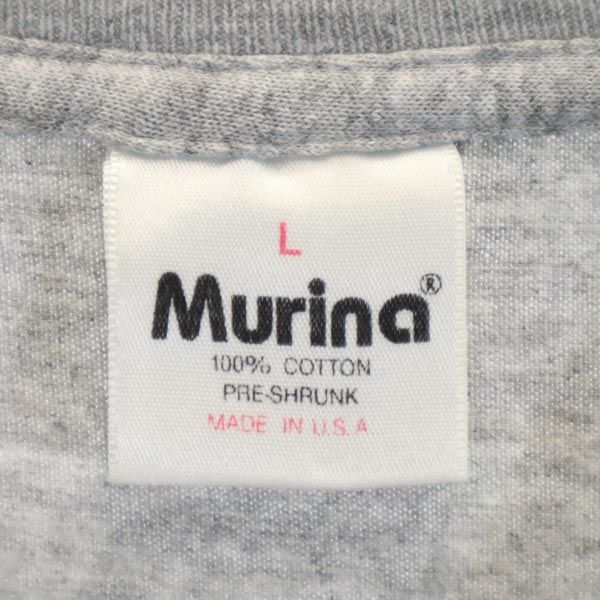 L
Murina®
100% COTTON
PRE-SHRUNK
MADE IN U.S.A